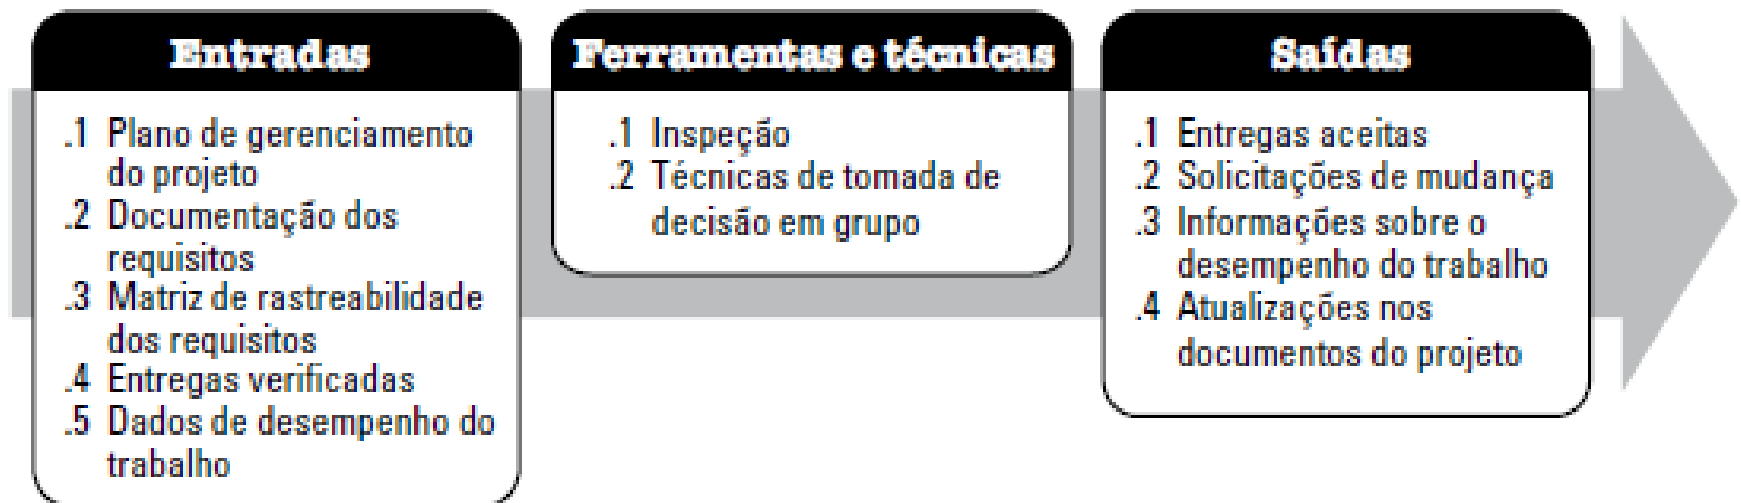 Entradas
.1 Plano de gerenciamento
do projeto
.2 Documentação dos
requisitos
.3 Matriz de rastreabilidade
dos requisitos
.4 Entregas verificadas
.5 Dados de desempenho do
trabalho
Ferramentas e técnicas
.1 Inspeção
.2 Técnicas de tomada de
decisão em grupo
Saídas
.1 Entregas aceitas
.2 Solicitações de mudança
.3 Informações sobre o
desempenho do trabalho
.4 Atualizações nos
documentos do projeto